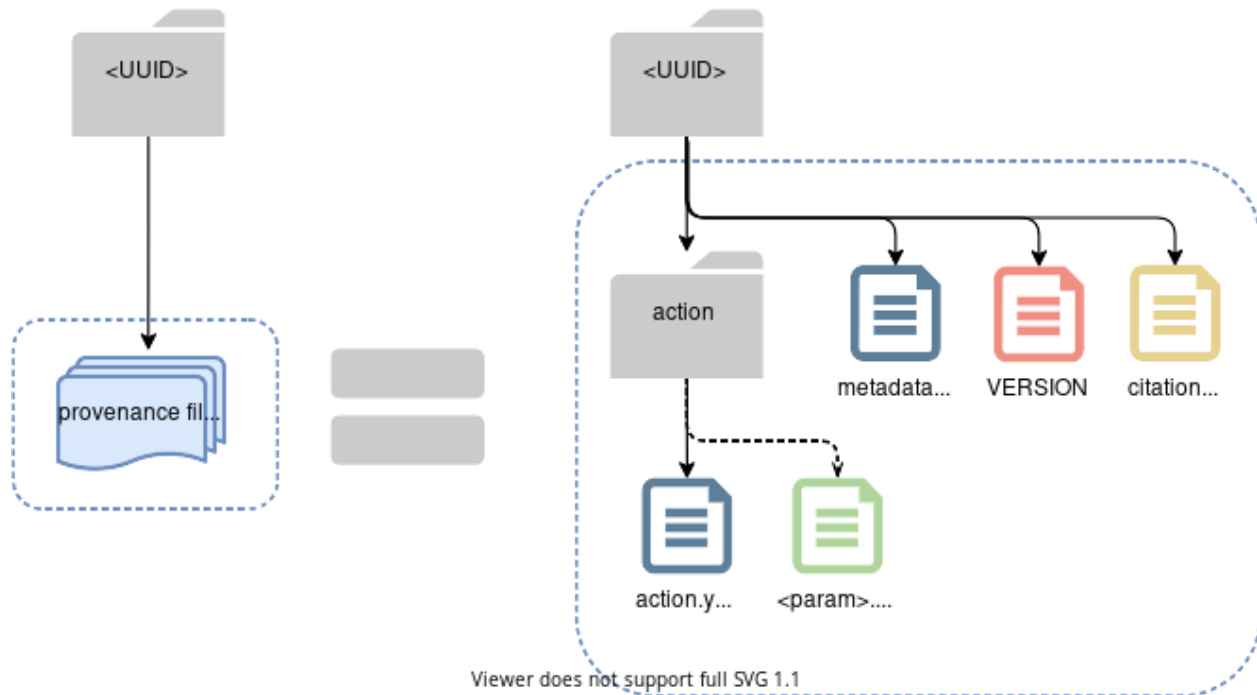 <UUID>
<UUID>
provenance fil...
action
metadata...
VERSION
citation...
action.y...
<param>....
Viewer does not support full SVG 1.1